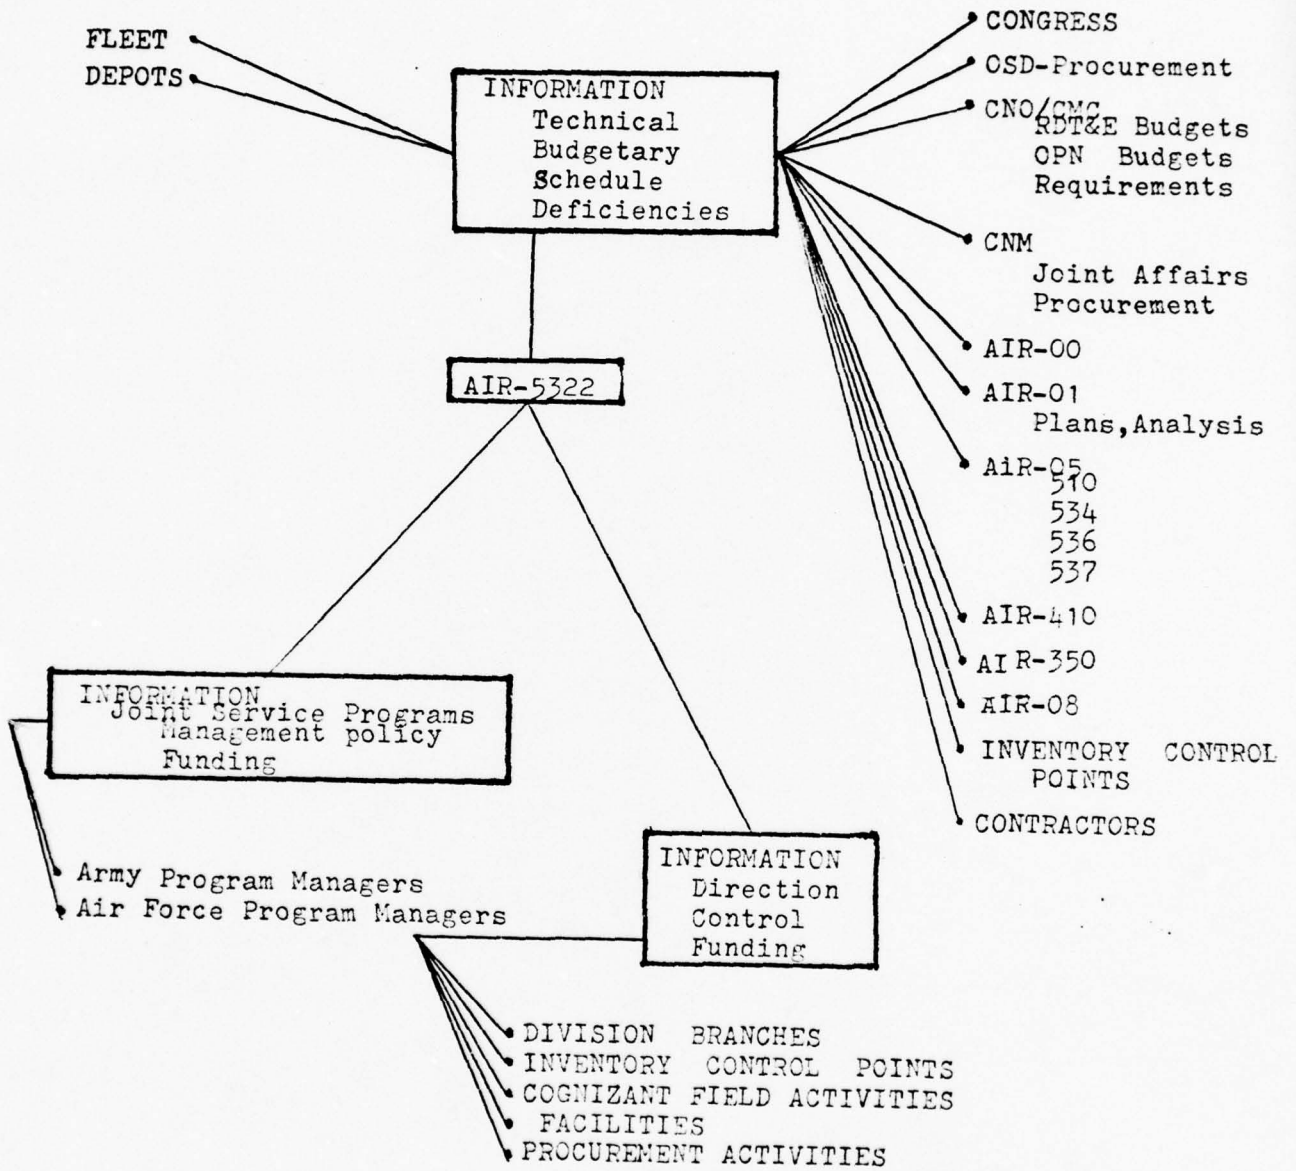 FLEET
DEPOTS
INFORMATION
Technical
Budgetary
Schedule
Deficiencies
CONGRESS
OSD-Procurement
CNO/CMC
RDT&E Budgets
OPN Budgets
Requirements
CNM
Joint Affairs
Procurement
AIR-00
AIR-01
Plans,Analysis
AiR-05
510
534
536
537
AIR-410
AIR-350
AIR-08
INVENTORY CONTROL
POINTS
CONTRACTORS
AIR-5322
INFORMATION
Joint Service Programs
Management policy
Funding
Army Program Managers
Air Force Program Managers
INFORMATION
Direction
Control
Funding
DIVISION BRANCHES
INVENTORY CONTROL POINTS
COGNIZANT FIELD ACTIVITIES
FACILITIES
PROCUREMENT ACTIVITIES